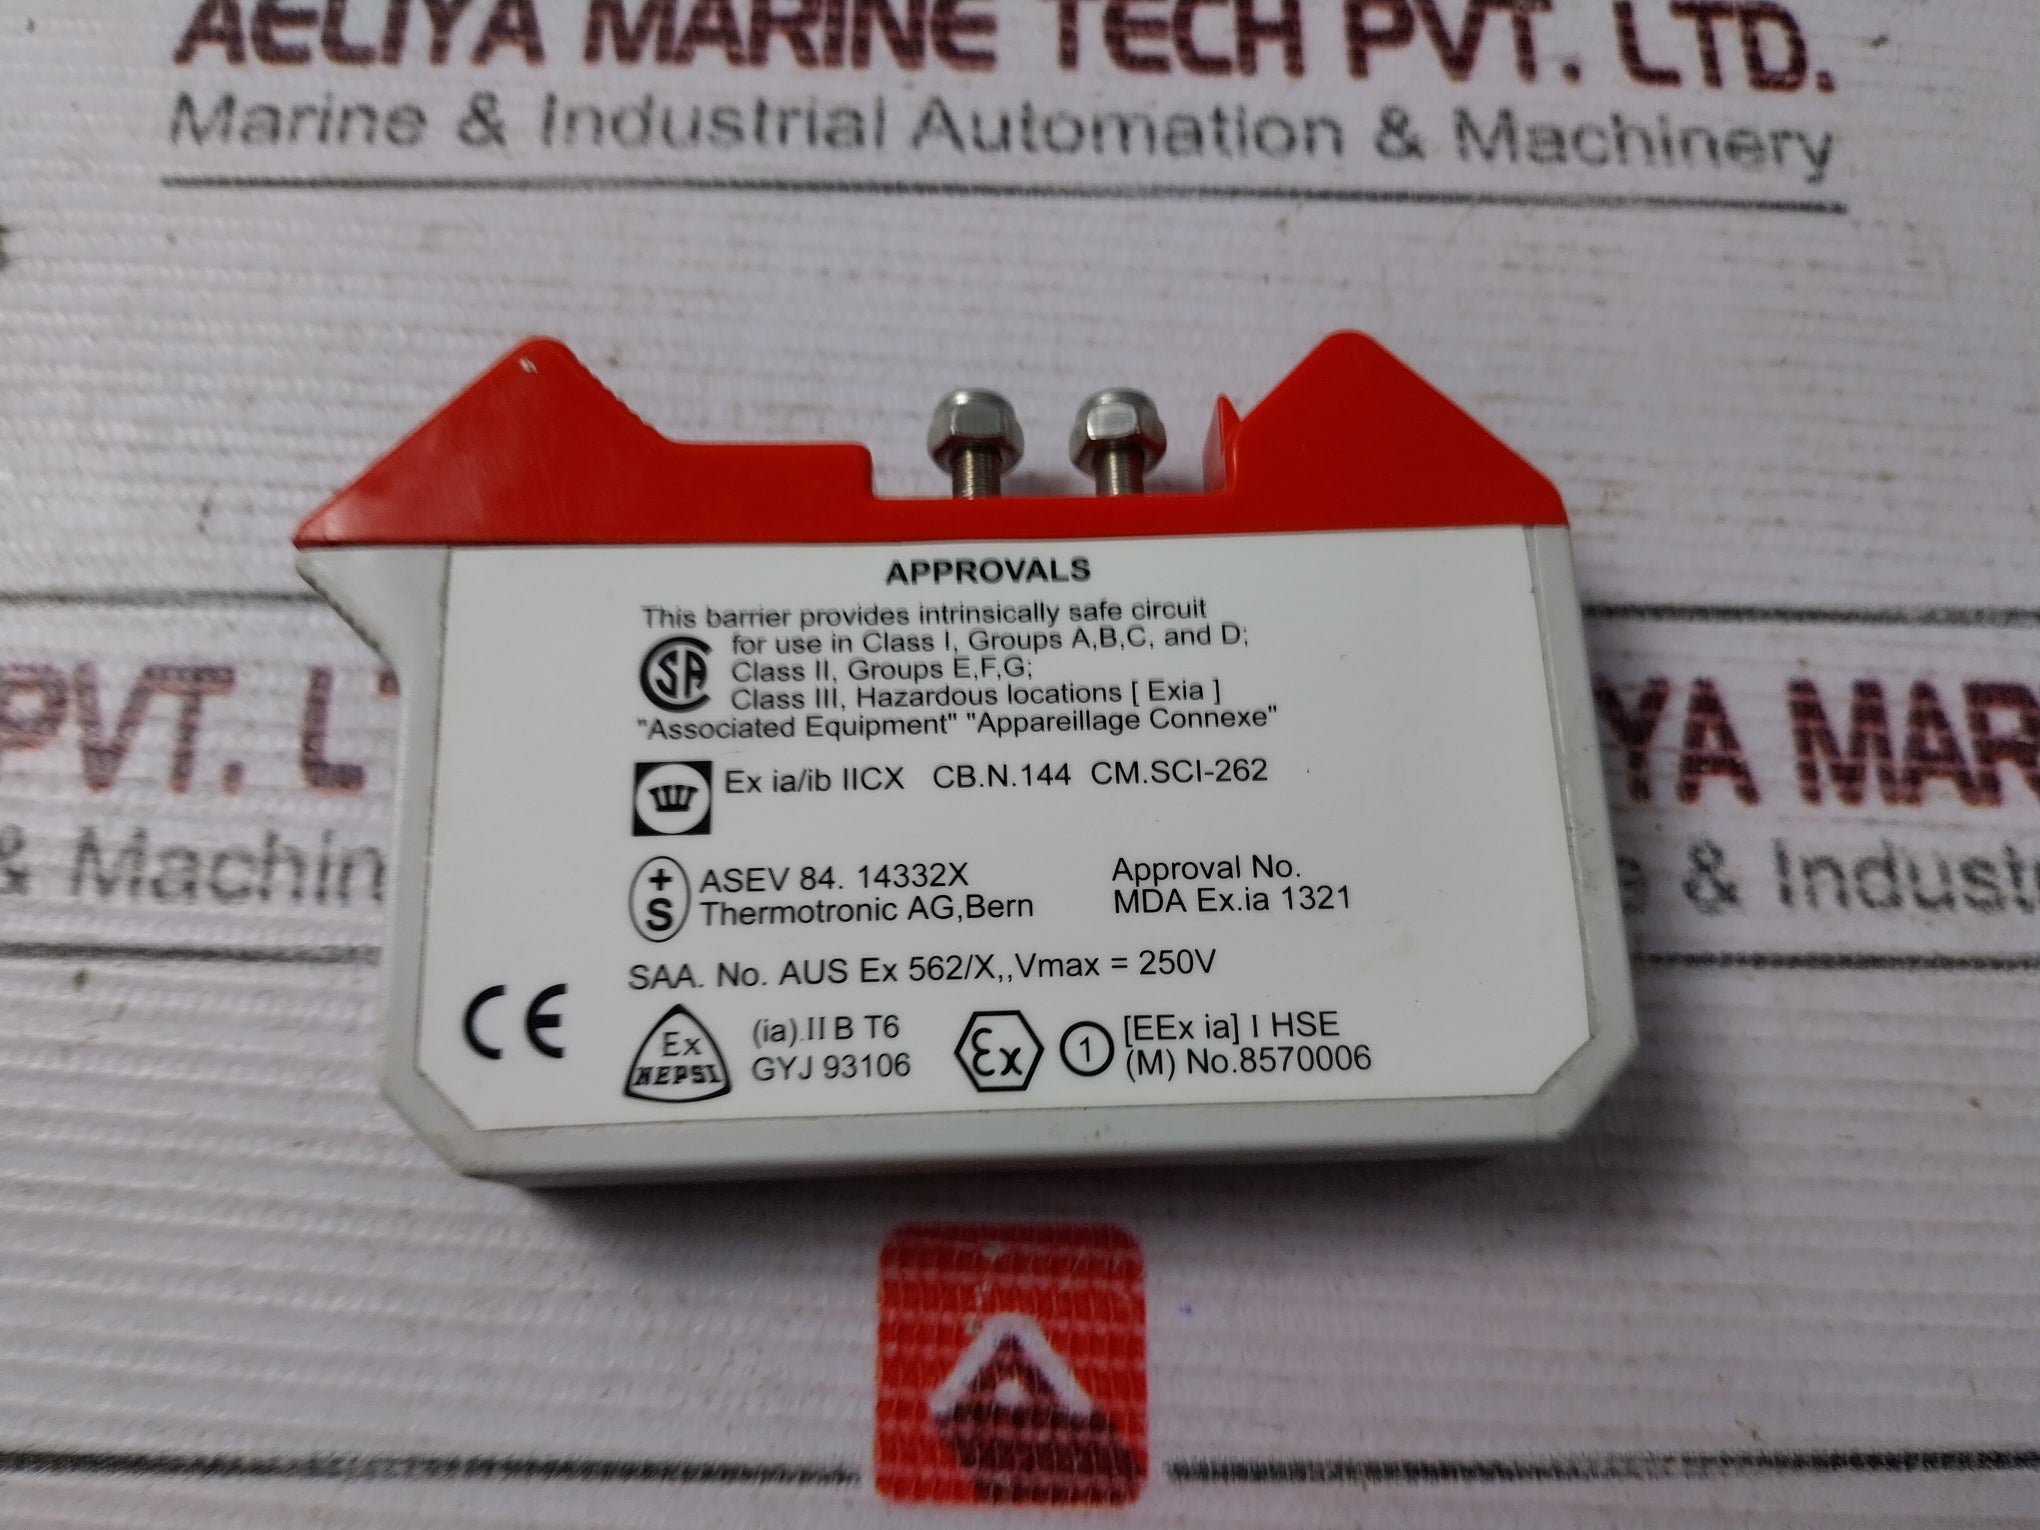 AELIYA MARINE TECH PVT. LTD.
Marine & Industrial Automation & Machinery
APPROVALS
This barrier provides intrinsically safe circuit
for use in Class I, Groups A,B,C, and D;
SA
Class II, Groups E,F,G;
Class III, Hazardous locations [ Exia ]
"Associated Equipment" "Appareillage Connexe"
Ex ia/ib IICX CB.N.144 CM.SCI-262
+ S
ASEV 84. 14332X
Thermotronic AG,Bern
Approval No.
MDA Ex.ia 1321
SAA. No. AUS Ex 562/X,,Vmax = 250V
CE
Ex
NEPSI
(ia) II B T6
GYJ 93106
Ex
1
[EEx ia] I HSE
(M) No.8570006
PVT. L
& Machin
YA MAR
& Indust